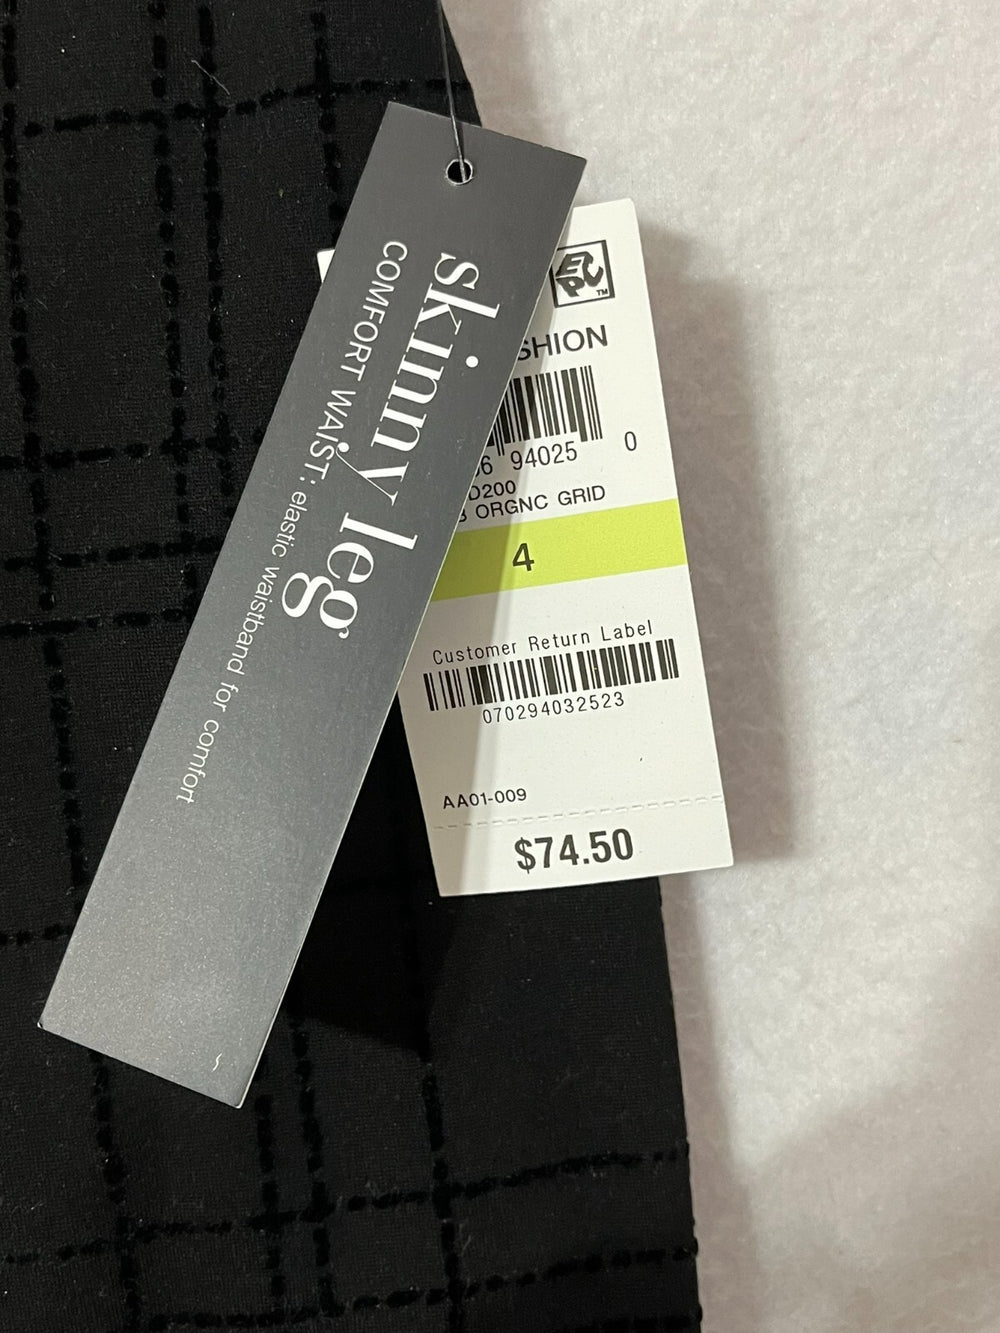 skinny leg
COMFORT WAIST: elastic waistband for comfort
EPC™
SHION
6 94025 0
D200
B ORGNC GRID
4
Customer Return Label
070294032523
AA01-009
$74.50